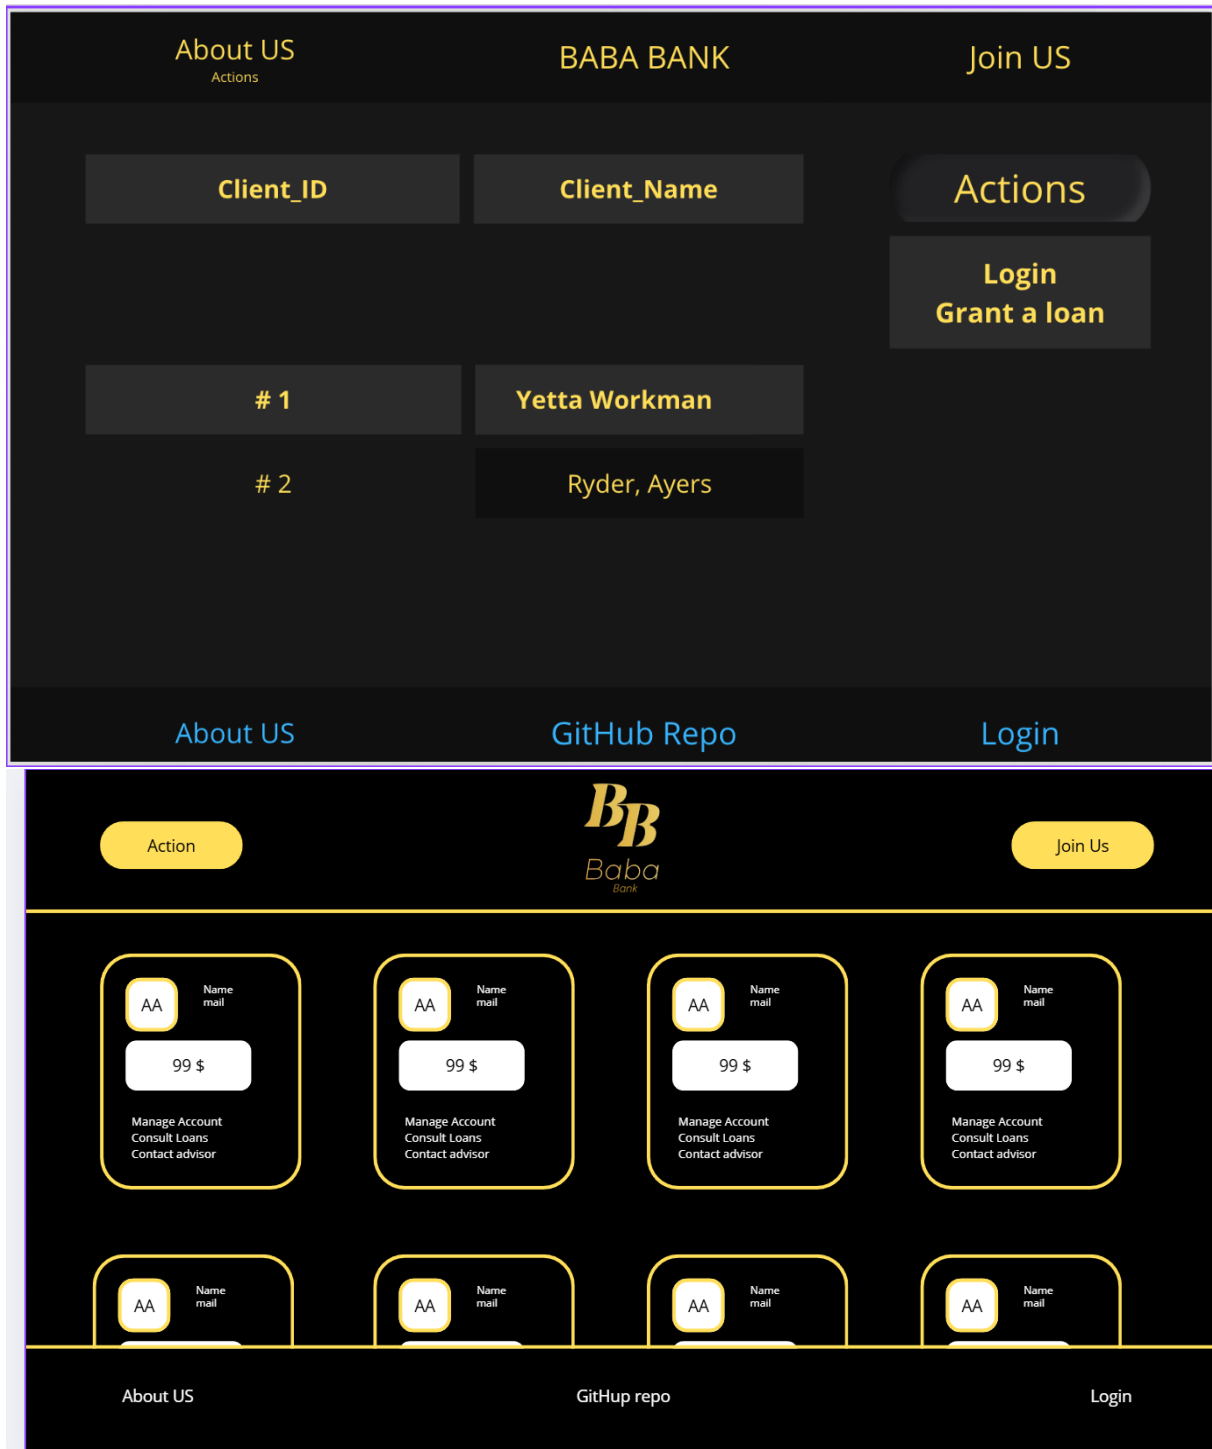 About US
Actions
BABA BANK
Join US
Client_ID
Client_Name
Actions
Login
Grant a loan
# 1
Yetta Workman
# 2
Ryder, Ayers
About US
GitHub Repo
Login
Action
BB
Baba
Bank
Join Us
AA
Name
mail
99 $
Manage Account
Consult Loans
Contact advisor
AA
Name
mail
99 $
Manage Account
Consult Loans
Contact advisor
AA
Name
mail
99 $
Manage Account
Consult Loans
Contact advisor
AA
Name
mail
99 $
Manage Account
Consult Loans
Contact advisor
AA
Name
mail
AA
Name
mail
AA
Name
mail
AA
Name
mail
About US
GitHup repo
Login